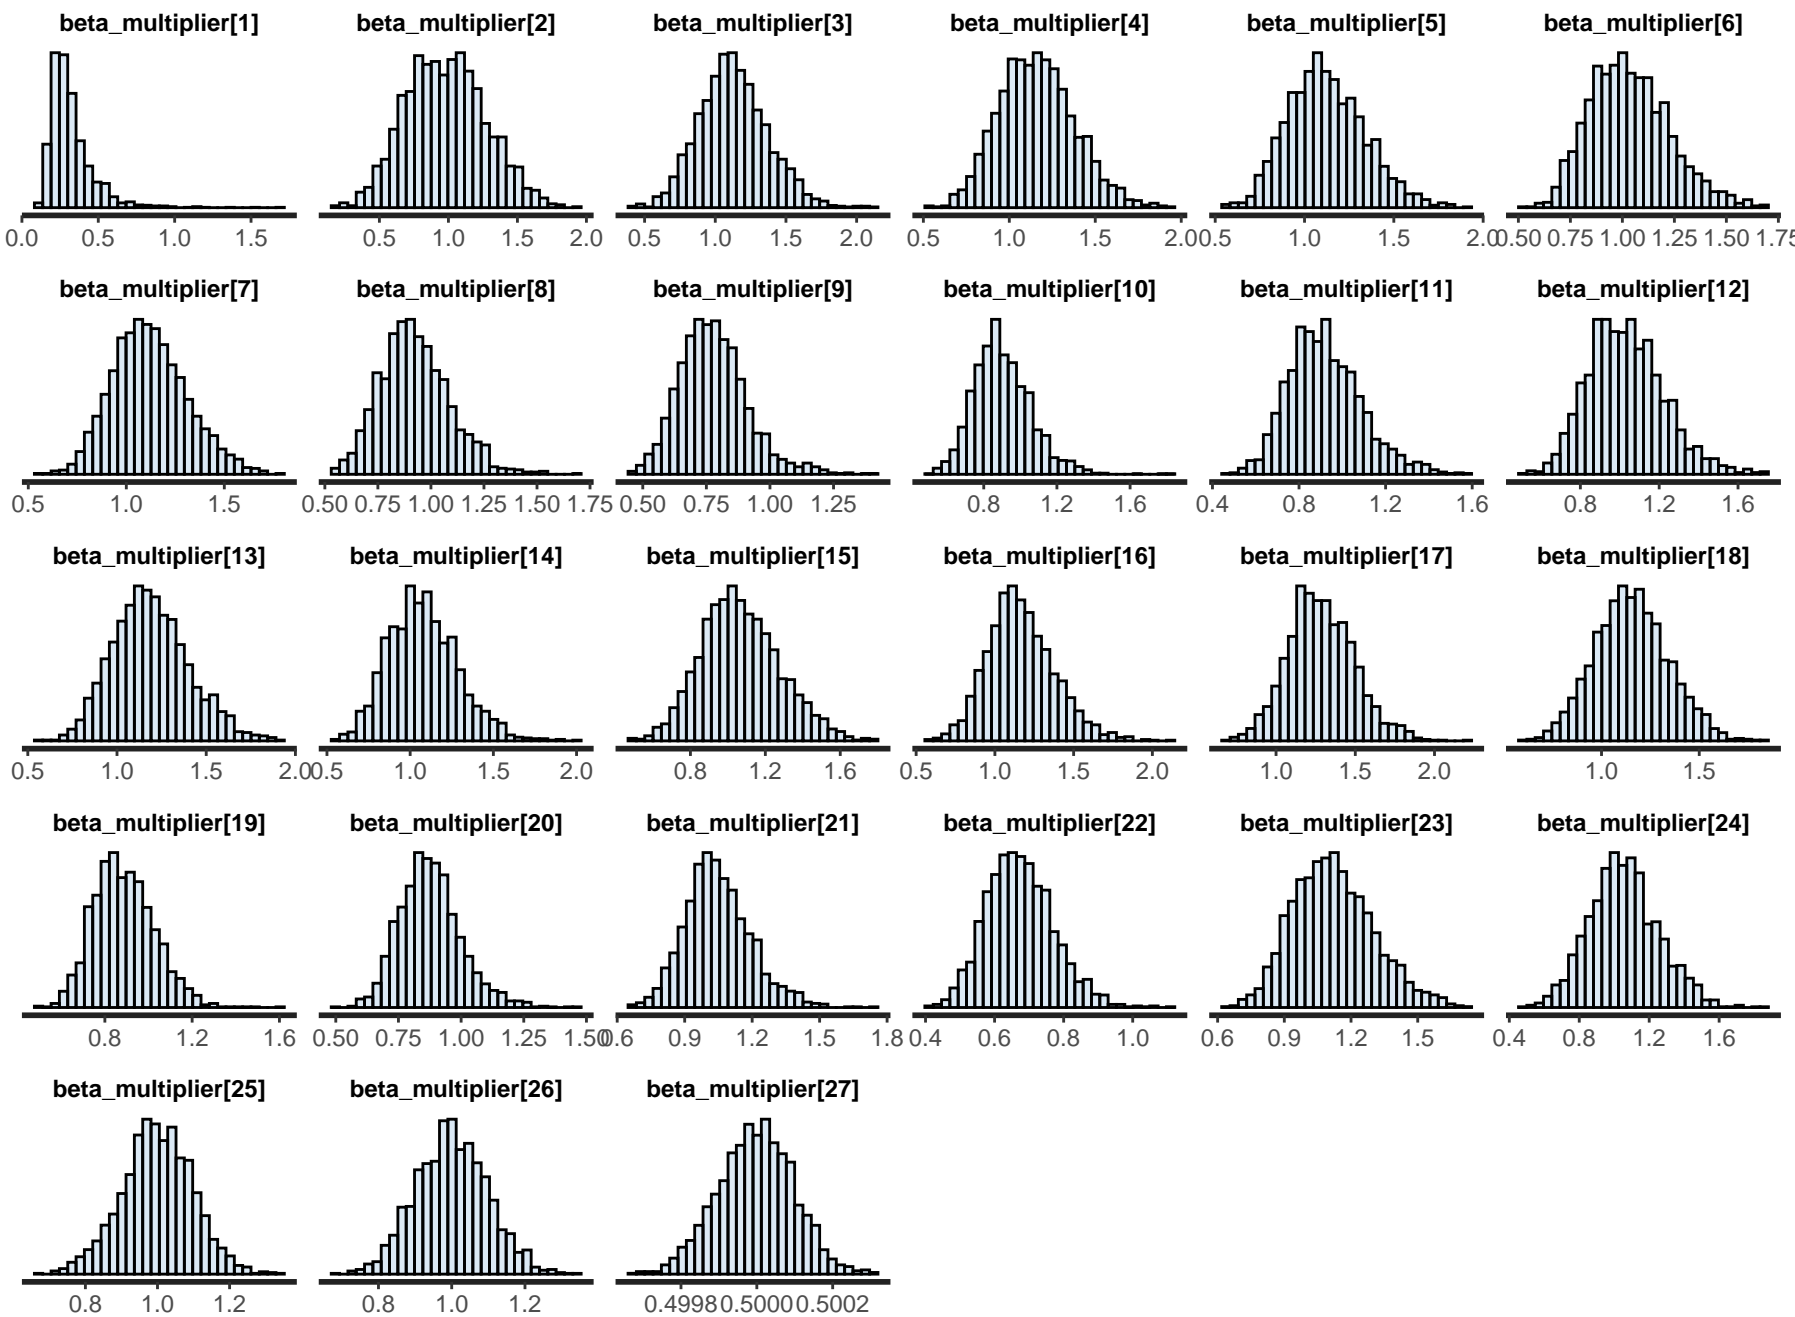 beta_multiplier[1] beta_multiplier[2] beta_multiplier[3] beta_multiplier[4] beta_multiplier[5] beta_multiplier[6]
0.0 0.5 1.0 1.5 0.5 1.0 1.5 2.0 0.5 1.0 1.5 2.0 0.5 1.0 1.5 2.0 0.5 1.0 1.5 2.0 0.50 0.75 1.00 1.25 1.50 1.75
beta_multiplier[7] beta_multiplier[8] beta_multiplier[9] beta_multiplier[10] beta_multiplier[11] beta_multiplier[12]
0.5 1.0 1.5 0.50 0.75 1.00 1.25 1.50 1.75 0.50 0.75 1.00 1.25 0.8 1.2 1.6 0.4 0.8 1.2 1.6 0.8 1.2 1.6
beta_multiplier[13] beta_multiplier[14] beta_multiplier[15] beta_multiplier[16] beta_multiplier[17] beta_multiplier[18]
0.5 1.0 1.5 2.0 0.5 1.0 1.5 2.0 0.8 1.2 1.6 0.5 1.0 1.5 2.0 1.0 1.5 2.0 1.0 1.5
beta_multiplier[19] beta_multiplier[20] beta_multiplier[21] beta_multiplier[22] beta_multiplier[23] beta_multiplier[24]
0.8 1.2 1.6 0.50 0.75 1.00 1.25 1.50 0.6 0.9 1.2 1.5 1.8 0.4 0.6 0.8 1.0 0.6 0.9 1.2 1.5 0.4 0.8 1.2 1.6
beta_multiplier[25] beta_multiplier[26] beta_multiplier[27]
0.8 1.0 1.2 0.8 1.0 1.2 0.4998 0.5000 0.5002